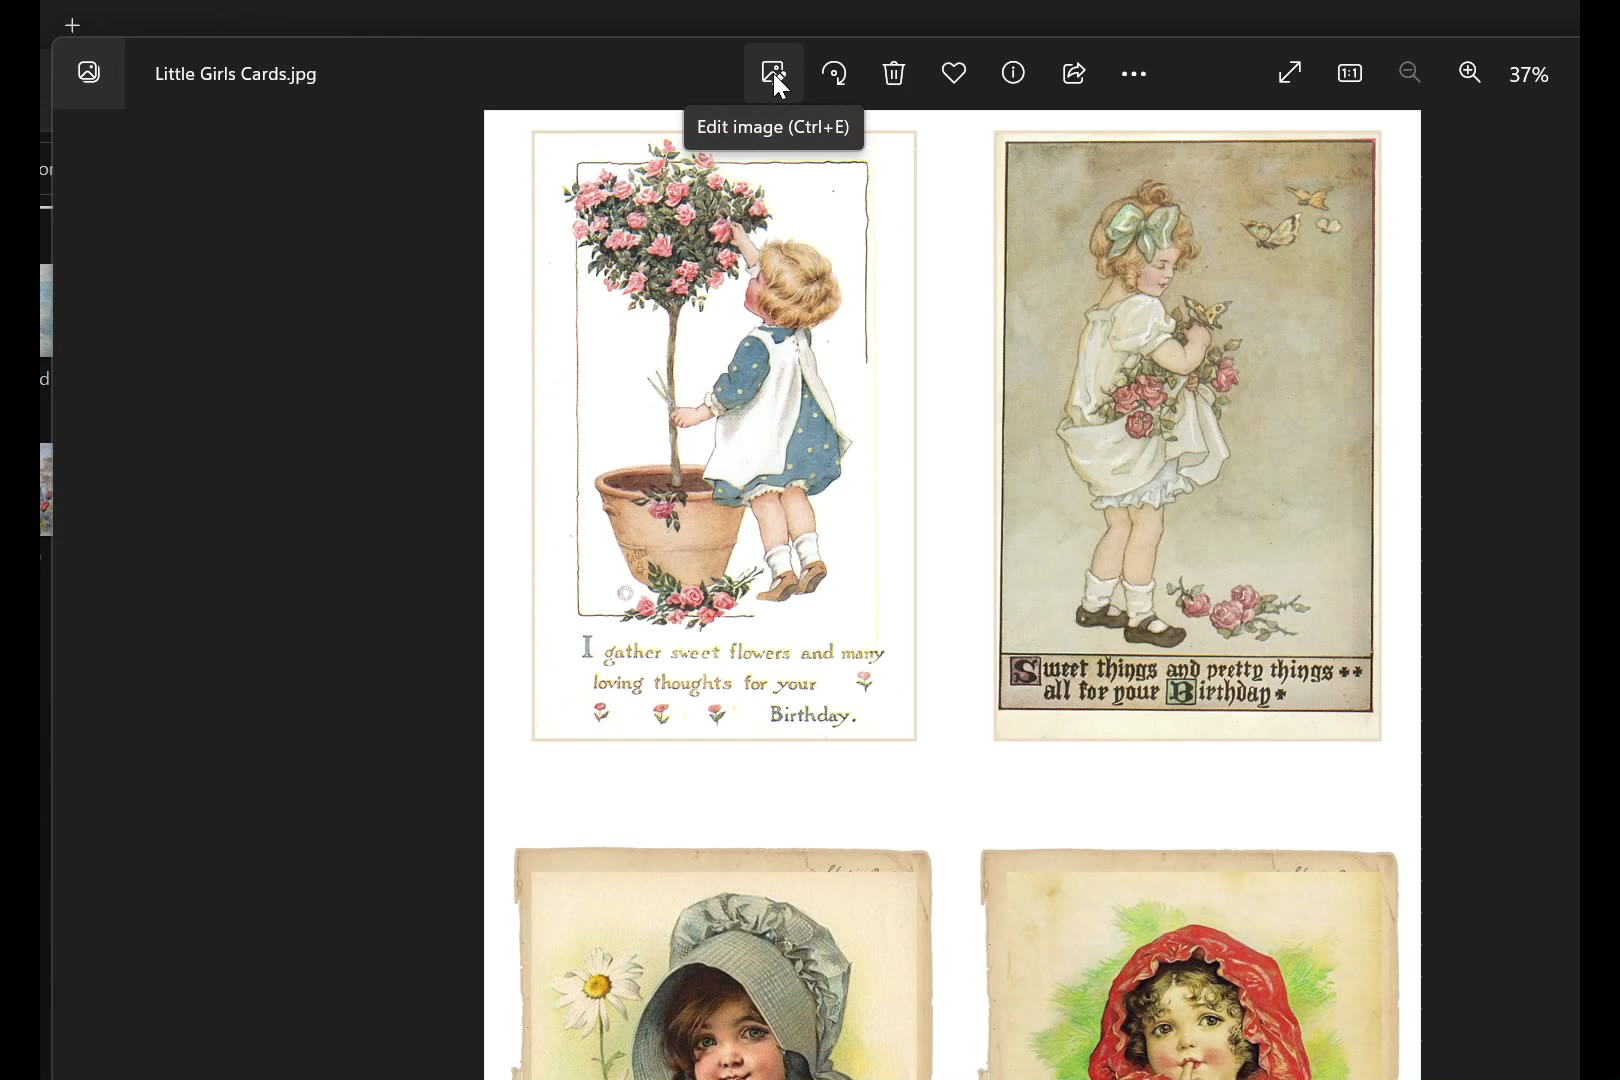 Little Girls Cards.jpg
1:1
37%
Edit image (Ctrl+E)
I gather sweet flowers and many
loving thoughts for your
Birthday.
Sweet things and pretty things
all for your Birthday
d